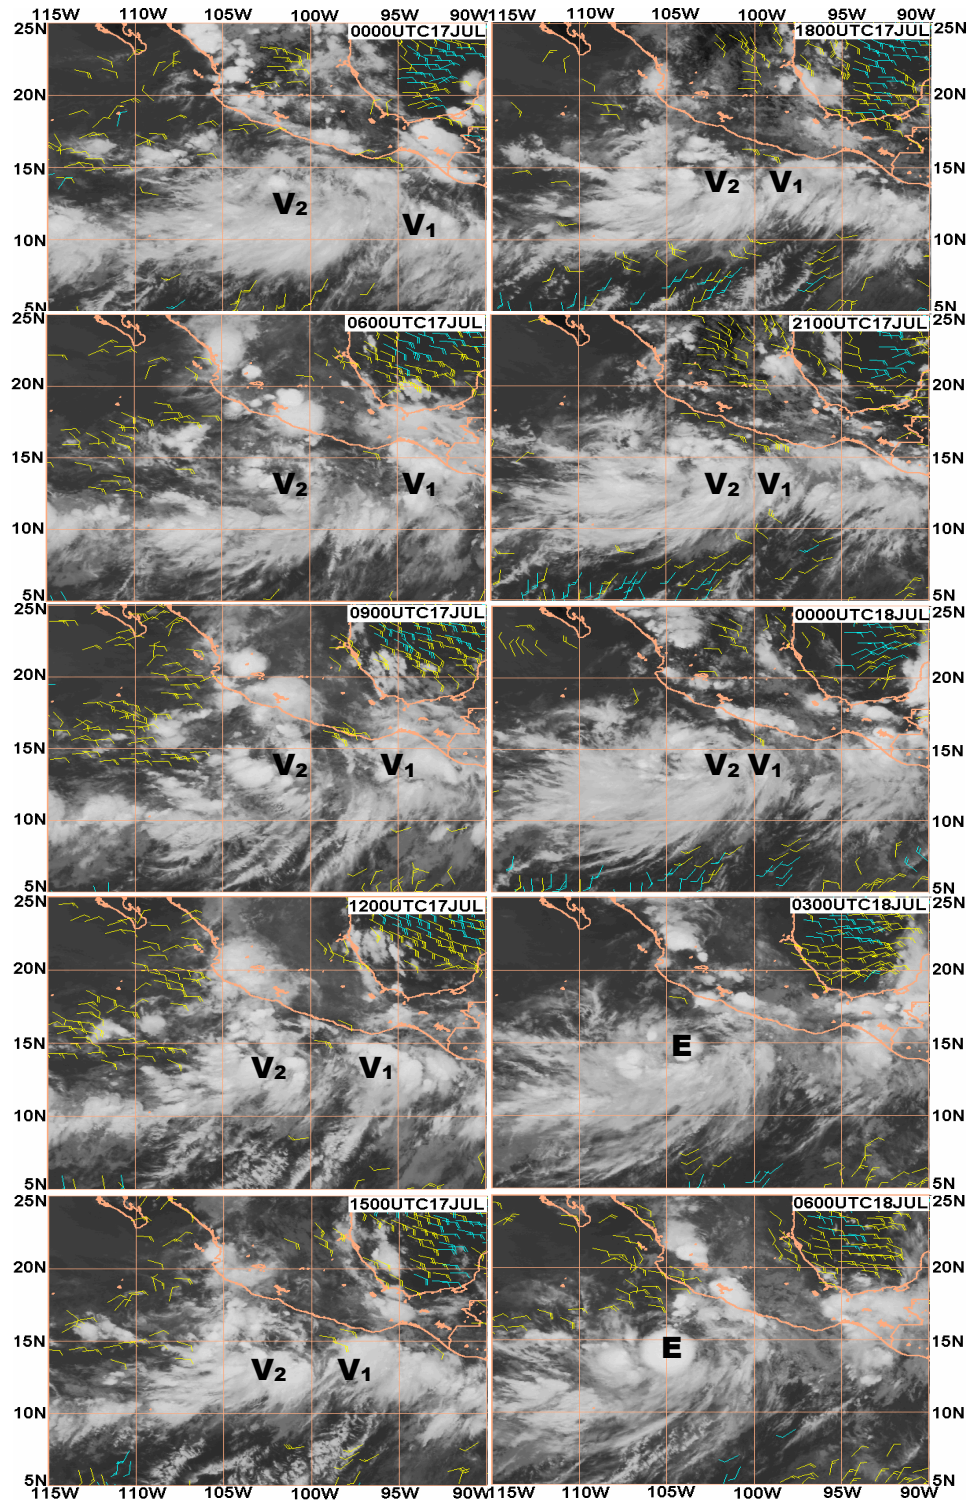 115W 110W 105W 100W 95W 90W
115W 110W 105W 100W 95W 90W
25N 0000UTC17JUL
20N
15N
V2
V1
10N
5N
1800UTC17JUL 25N
20N
15N
V2 V1
10N
5N
25N 0600UTC17JUL
20N
15N
V2 V1
10N
5N
2100UTC17JUL 25N
20N
15N
V2 V1
10N
5N
25N 0900UTC17JUL
20N
15N
V2 V1
10N
5N
0000UTC18JUL 25N
20N
15N
V2 V1
10N
5N
25N 1200UTC17JUL
20N
15N
V2 V1
10N
5N
0300UTC18JUL 25N
20N
15N
E
10N
5N
25N 1500UTC17JUL
20N
15N
V2 V1
10N
5N
0600UTC18JUL 25N
20N
15N
E
10N
5N
115W 110W 105W 100W 95W 90W
115W 110W 105W 100W 95W 90W